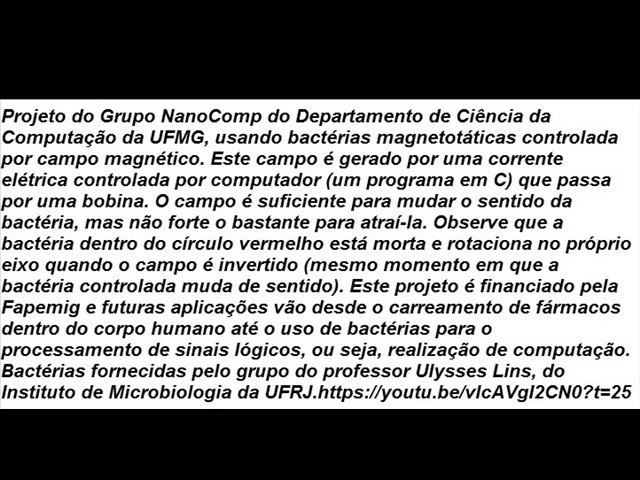 Projeto do Grupo NanoComp do Departamento de Ciência da
Computação da UFMG, usando bactérias magnetotáticas controlada
por campo magnético. Este campo é gerado por uma corrente
elétrica controlada por computador (um programa em C) que passa
por uma bobina. O campo é suficiente para mudar o sentido da
bactéria, mas não forte o bastante para atraí-la. Observe que a
bactéria dentro do círculo vermelho está morta e rotaciona no próprio
eixo quando o campo é invertido (mesmo momento em que a
bactéria controlada muda de sentido). Este projeto é financiado pela
Fapemig e futuras aplicações vão desde o carreamento de fármacos
dentro do corpo humano até o uso de bactérias para o
processamento de sinais lógicos, ou seja, realização de computação.
Bactérias fornecidas pelo grupo do professor Ulysses Lins, do
Instituto de Microbiologia da UFRJ.https://youtu.be/vIcAVgI2CN0?t=25